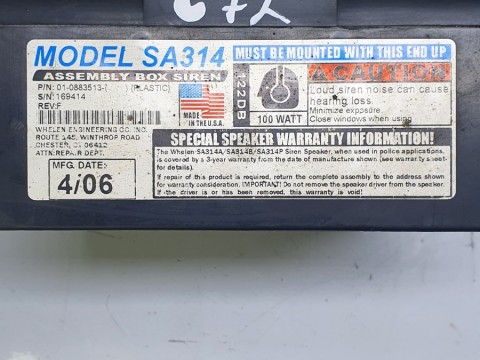 672
MODEL SA314
ASSEMBLY BOX SIREN
P/N: 01-0883513-( ) (PLASTIC)
S/N:169414
REV:F
WHELEN ENGINEERING CO. INC.
ROUTE 145, WINTHROP ROAD
CHESTER, Ct 06412
ATTN:REPAIR DEPT.
MFG. DATE:
4/06
MADE
IN THE U.S.A.
MUST BE MOUNTED WITH THIS END UP
122DB
100 WATT
CAUTION
Loud siren noise can cause
hearing loss.
Minimize exposure.
Close windows when using.
SPECIAL SPEAKER WARRANTY INFORMATION!
The Whelen SA314A/SA314B/SA314P Siren Speaker, when used in police applications,
is covered by a 3-year warranty from the date of manufacture shown (see warranty sheet
for details).
If repair of this product is required, return the complete assembly to the address shown
for warranty consideration. IMPORTANT! Do not remove the speaker driver from the speaker.
If the driver is or has been removed, this warranty is void!